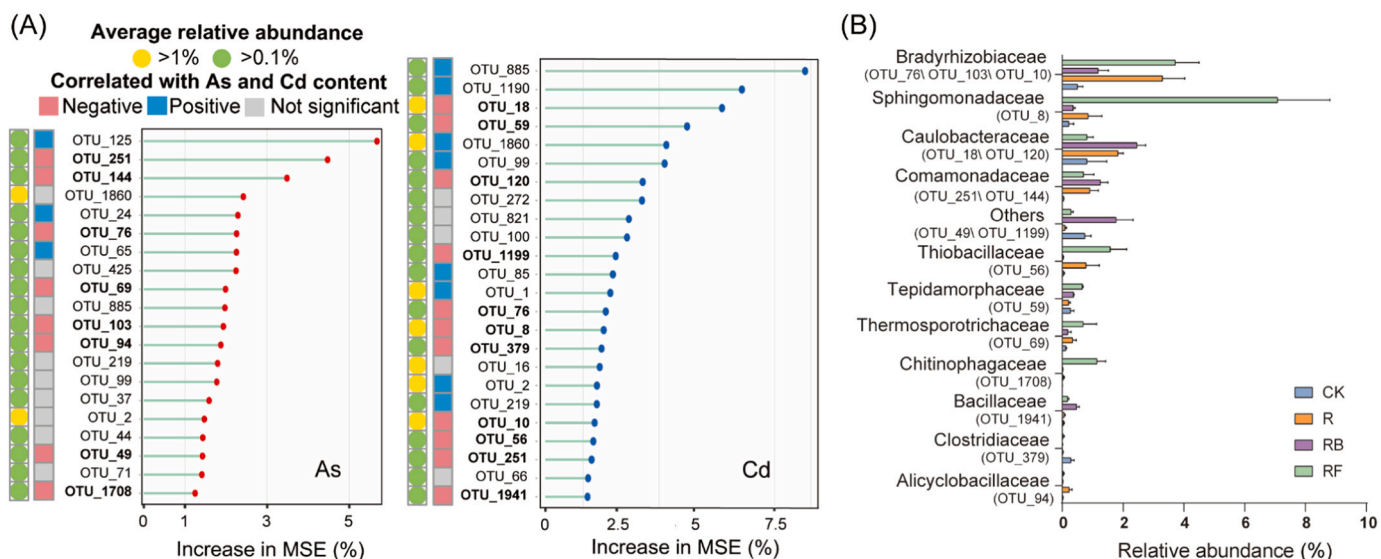 (A)
Average relative abundance
>1% >0.1%
Correlated with As and Cd content
Negative Positive Not significant
OTU_125
OTU_251
OTU_144
OTU_1860
OTU_24
OTU_76
OTU_65
OTU_425
OTU_69
OTU_885
OTU_103
OTU_94
OTU_219
OTU_99
OTU_37
OTU_2
OTU_44
OTU_49
OTU_71
OTU_1708
As
0 1 3 5
Increase in MSE (%)
OTU_885
OTU_1190
OTU_18
OTU_59
OTU_1860
OTU_99
OTU_120
OTU_272
OTU_821
OTU_100
OTU_1199
OTU_85
OTU_1
OTU_76
OTU_8
OTU_379
OTU_16
OTU_2
OTU_219
OTU_10
OTU_56
OTU_251
OTU_66
OTU_1941
Cd
0 2.5 5 7.5
Increase in MSE (%)
(B)
Bradyrhizobiaceae
(OTU_76\ OTU_103\ OTU_10)
Sphingomonadaceae
(OTU_8)
Caulobacteraceae
(OTU_18\ OTU_120)
Comamonadaceae
(OTU_251\ OTU_144)
Others
(OTU_49\ OTU_1199)
Thiobacillaceae
(OTU_56)
Tepidamorphaceae
(OTU_59)
Thermosporotrichaceae
(OTU_69)
Chitinophagaceae
(OTU_1708)
Bacillaceae
(OTU_1941)
Clostridiaceae
(OTU_379)
Alicyclobacillaceae
(OTU_94)
CK
R
RB
RF
0 2 4 6 8 10
Relative abundance (%)